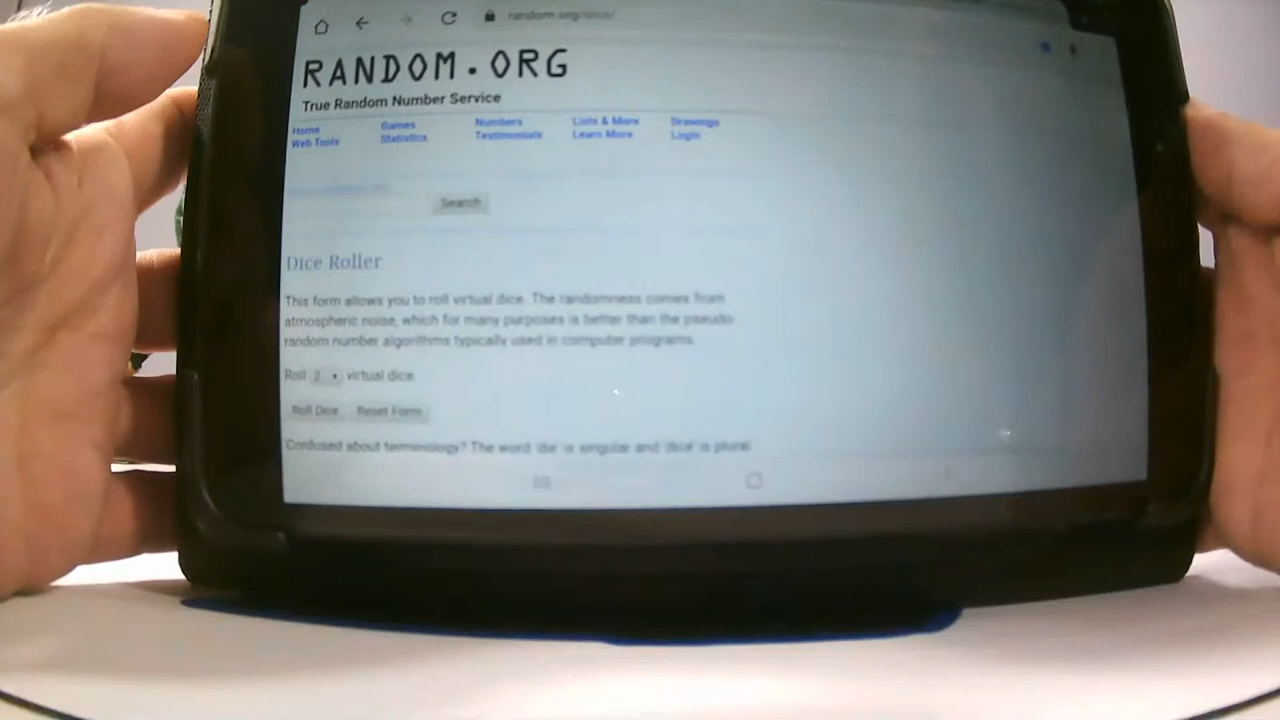 random.org/dice/
RANDOM.ORG
True Random Number Service
Home Games Numbers Lists & More Drawings
Web Tools Statistics Testimonials Learn More Login
Search
Dice Roller
This form allows you to roll virtual dice. The randomness comes from
atmospheric noise, which for many purposes is better than the pseudo-
random number algorithms typically used in computer programs.
Roll 2 virtual dice.
Roll Dice Reset Form
Confused about terminology? The word 'die' is singular and 'dice' is plural.